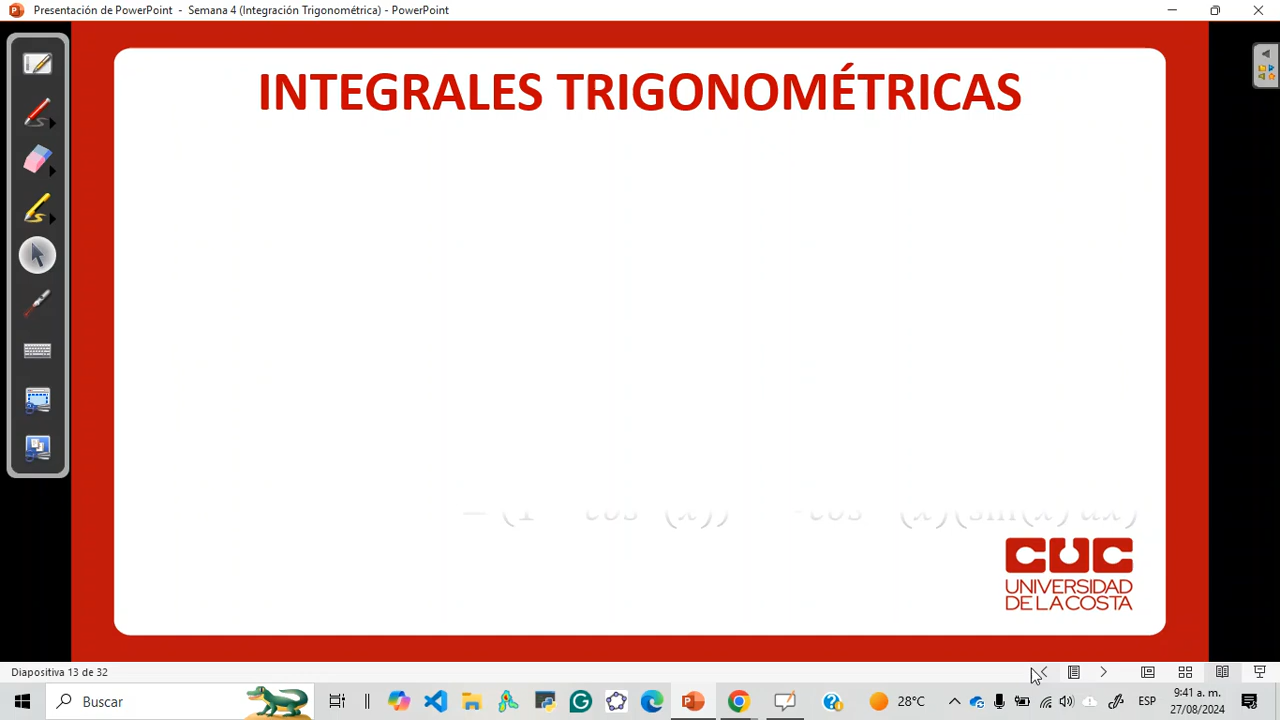 Presentación de PowerPoint - Semana 4 (Integración Trigonométrica) - PowerPoint
INTEGRALES TRIGONOMÉTRICAS
CUC
UNIVERSIDAD
DE LA COSTA
Diapositiva 13 de 32
Buscar
28°C
ESP
9:41 a. m.
27/08/2024